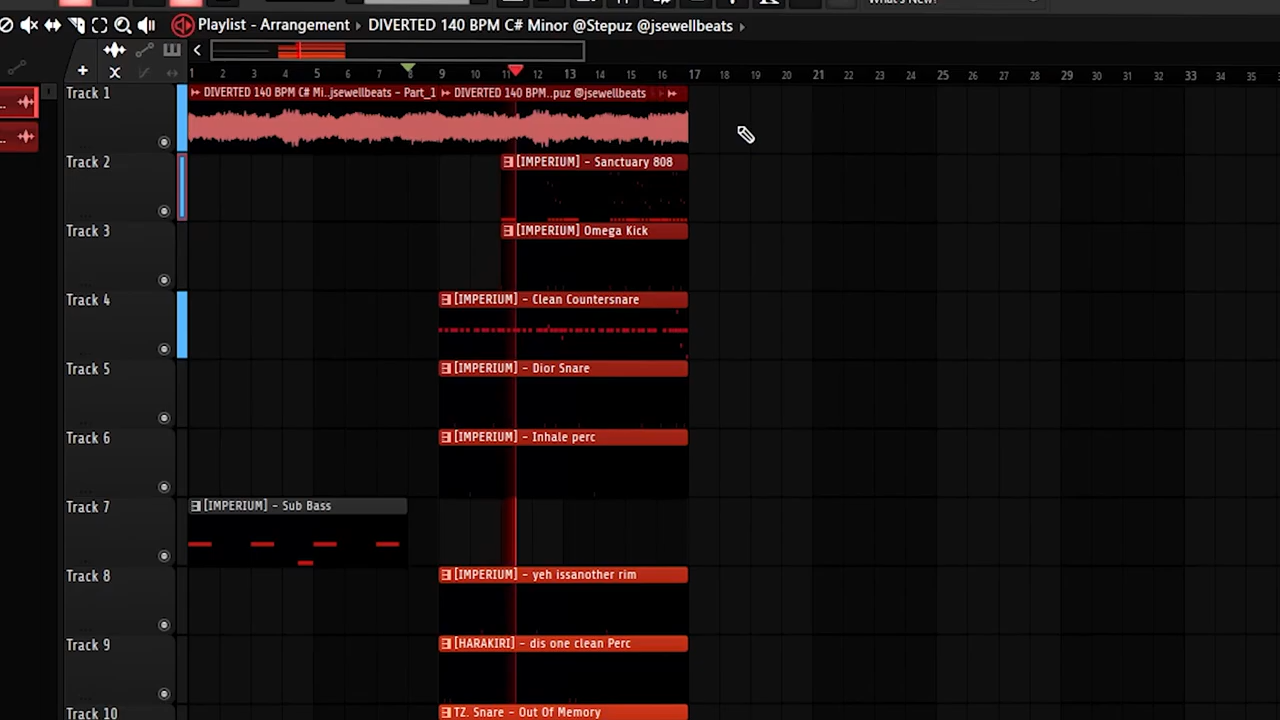 What's New?
Playlist - Arrangement ▸ DIVERTED 140 BPM C# Minor @Stepuz @jsewellbeats ▸
1 2 3 4 5 6 7 8 9 10 11 12 13 14 15 16 17 18 19 20 21 22 23 24 25 26 27 28 29 30 31 32 33 34 35
Track 1
DIVERTED 140 BPM C# Mi..jsewellbeats - Part_1
DIVERTED 140 BPM..puz @jsewellbeats
Track 2
[IMPERIUM] - Sanctuary 808
Track 3
[IMPERIUM] Omega Kick
Track 4
[IMPERIUM] - Clean Countersnare
Track 5
[IMPERIUM] - Dior Snare
Track 6
[IMPERIUM] - Inhale perc
Track 7
[IMPERIUM] - Sub Bass
Track 8
[IMPERIUM] - yeh issanother rim
Track 9
[HARAKIRI] - dis one clean Perc
Track 10
TZ. Snare - Out Of Memory